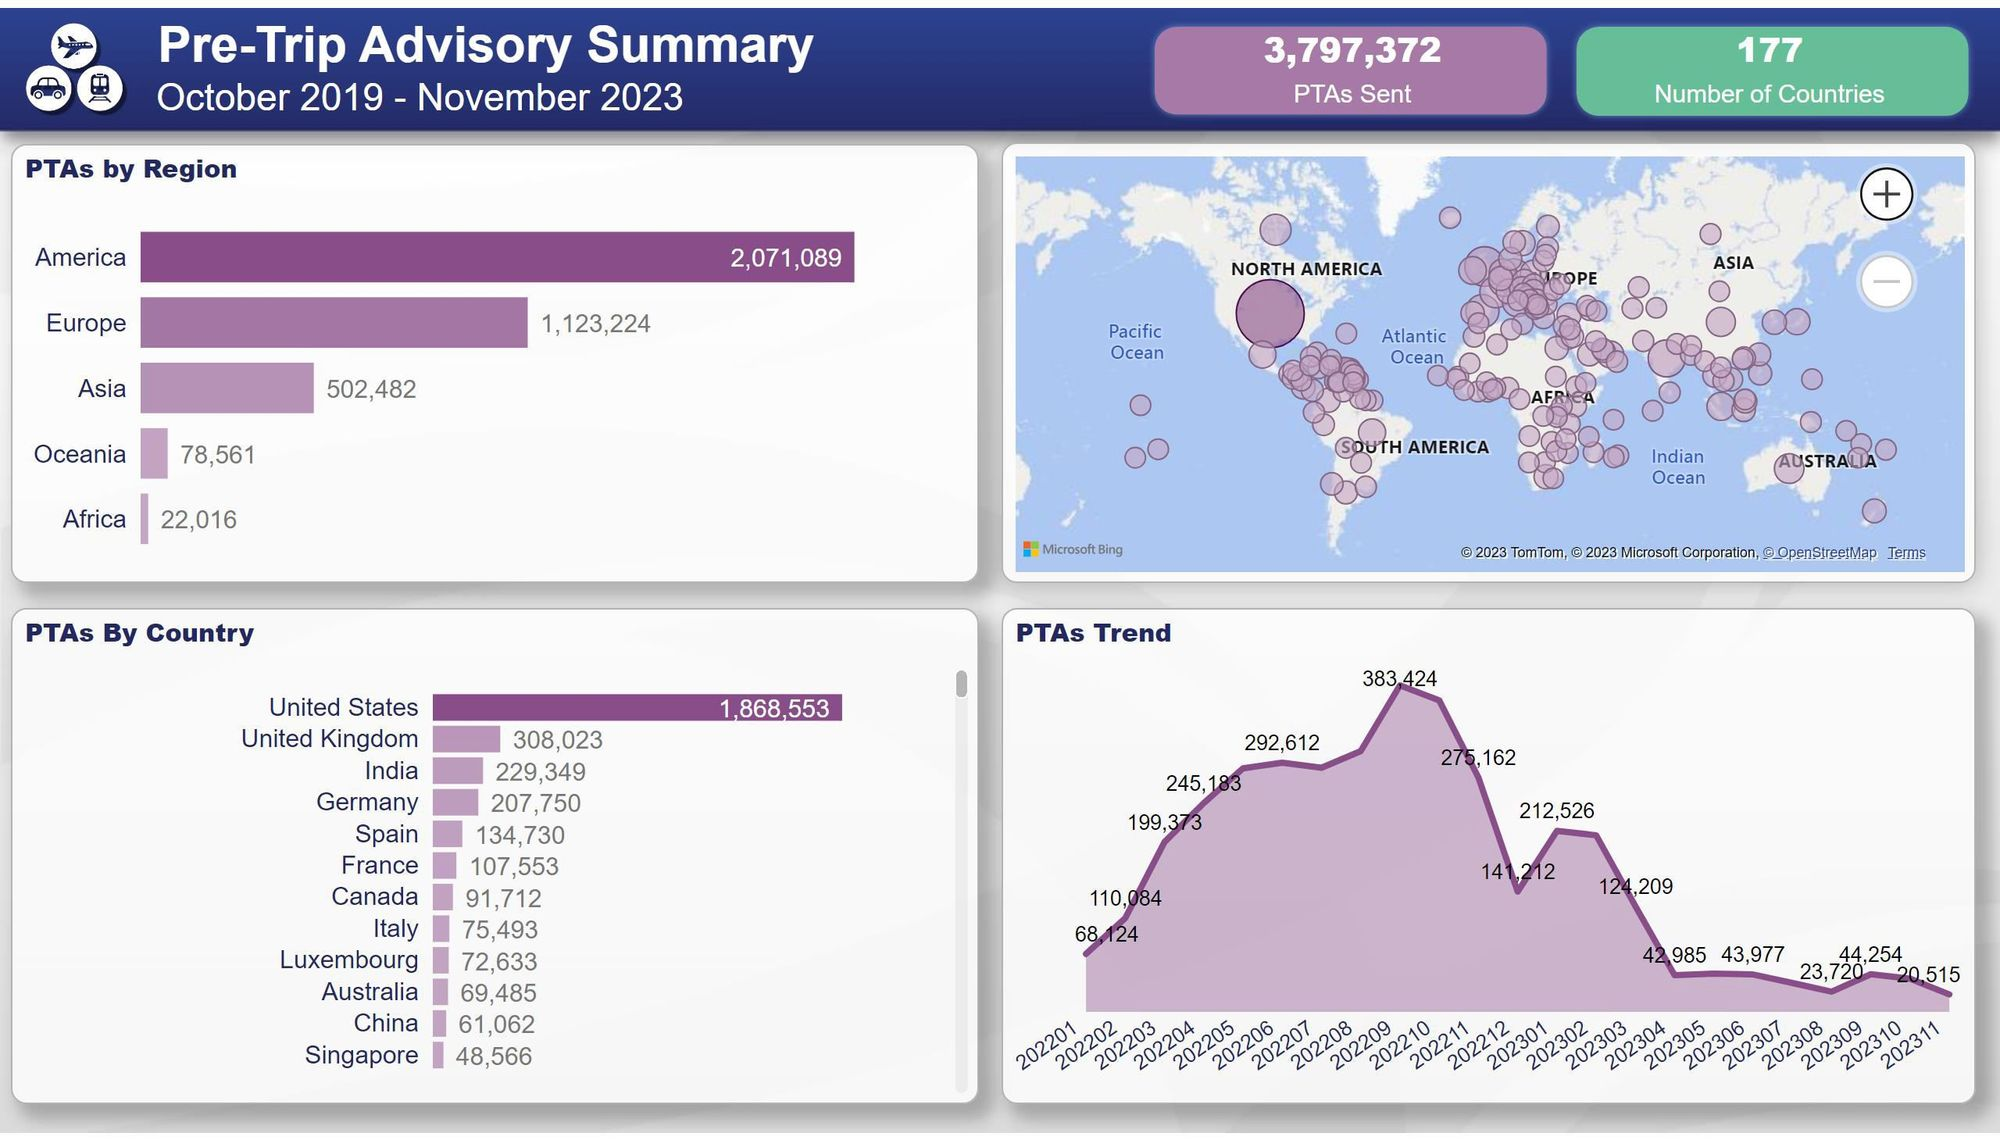 Pre-Trip Advisory Summary
October 2019 - November 2023
3,797,372
PTAs Sent
177
Number of Countries
PTAs by Region
America 2,071,089
Europe 1,123,224
Asia 502,482
Oceania 78,561
Africa 22,016
NORTH AMERICA
ASIA
Pacific
Ocean
Atlantic
Ocean
AFRICA
SOUTH AMERICA
Indian
Ocean
AUSTRALIA
Microsoft Bing
© 2023 TomTom, © 2023 Microsoft Corporation, © OpenStreetMap Terms
PTAs By Country
United States 1,868,553
United Kingdom 308,023
India 229,349
Germany 207,750
Spain 134,730
France 107,553
Canada 91,712
Italy 75,493
Luxembourg 72,633
Australia 69,485
China 61,062
Singapore 48,566
PTAs Trend
68,124
110,084
199,373
245,183
292,612
383,424
275,162
141,212
212,526
124,209
42,985
43,977
23,720
44,254
20,515
202201
202202
202203
202204
202205
202206
202207
202208
202209
202210
202211
202212
202301
202302
202303
202304
202305
202306
202307
202308
202309
202310
202311